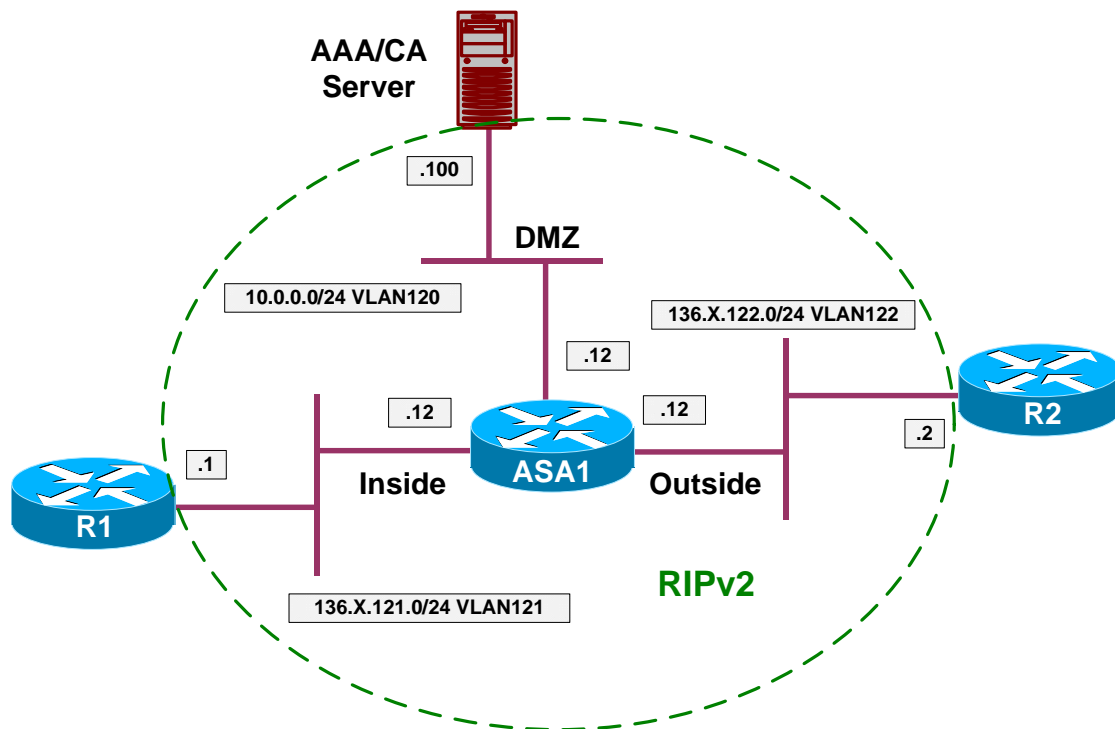 AAA/CA
Server
.100
DMZ
10.0.0.0/24 VLAN120
136.X.122.0/24 VLAN122
.12
.12
.12
R2
.2
.1
Inside
ASA1
Outside
R1
RIPv2
136.X.121.0/24 VLAN121